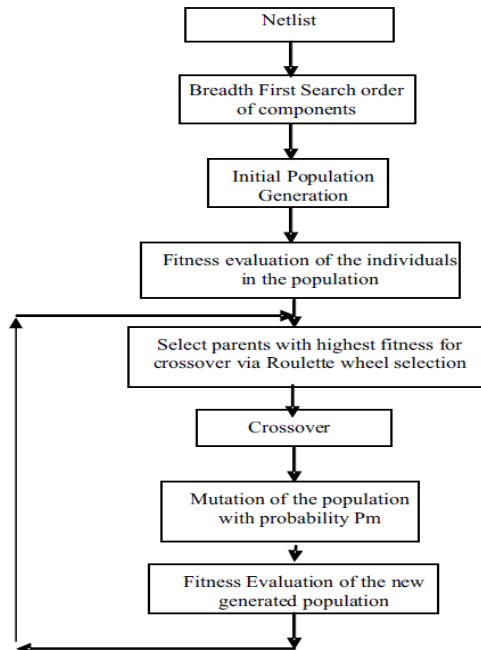 Netlist
Breadth First Search order
of components
Initial Population
Generation
Fitness evaluation of the individuals
in the population
Select parents with highest fitness for
crossover via Roulette wheel selection
Crossover
Mutation of the population
with probability Pm
Fitness Evaluation of the new
generated population